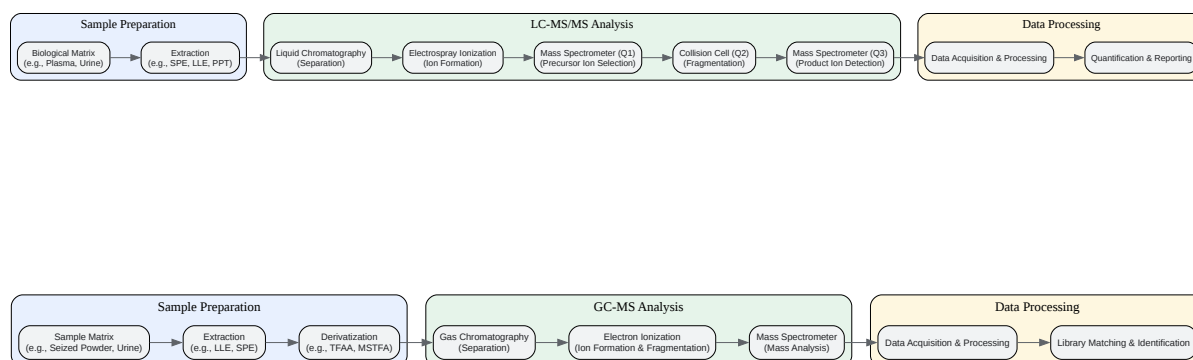 Sample Preparation
Biological Matrix
(e.g., Plasma, Urine)
Extraction
(e.g., SPE, LLE, PPT)
LC-MS/MS Analysis
Liquid Chromatography
(Separation)
Electrospray Ionization
(Ion Formation)
Mass Spectrometer (Q1)
(Precursor Ion Selection)
Collision Cell (Q2)
(Fragmentation)
Mass Spectrometer (Q3)
(Product Ion Detection)
Data Processing
Data Acquisition & Processing
Quantification & Reporting
Sample Preparation
Sample Matrix
(e.g., Seized Powder, Urine)
Extraction
(e.g., LLE, SPE)
Derivatization
(e.g., TFAA, MSTFA)
GC-MS Analysis
Gas Chromatography
(Separation)
Electron Ionization
(Ion Formation & Fragmentation)
Mass Spectrometer
(Mass Analysis)
Data Processing
Data Acquisition & Processing
Library Matching & Identification